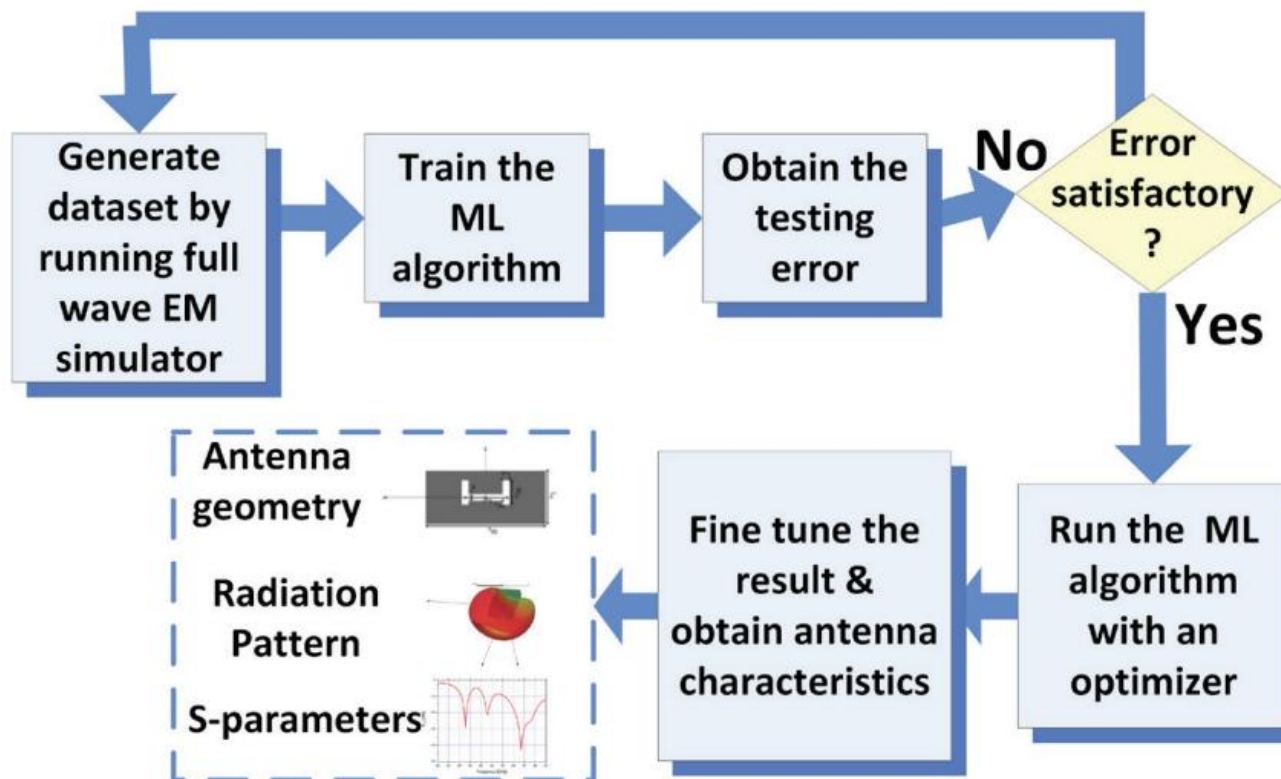 Generate
dataset by
running full
wave EM
simulator
Train the
ML
algorithm
Obtain the
testing
error
No
Error
satisfactory
?
Yes
Run the ML
algorithm
with an
optimizer
Fine tune the
result &
obtain antenna
characteristics
Antenna
geometry
Radiation
Pattern
S-parameters